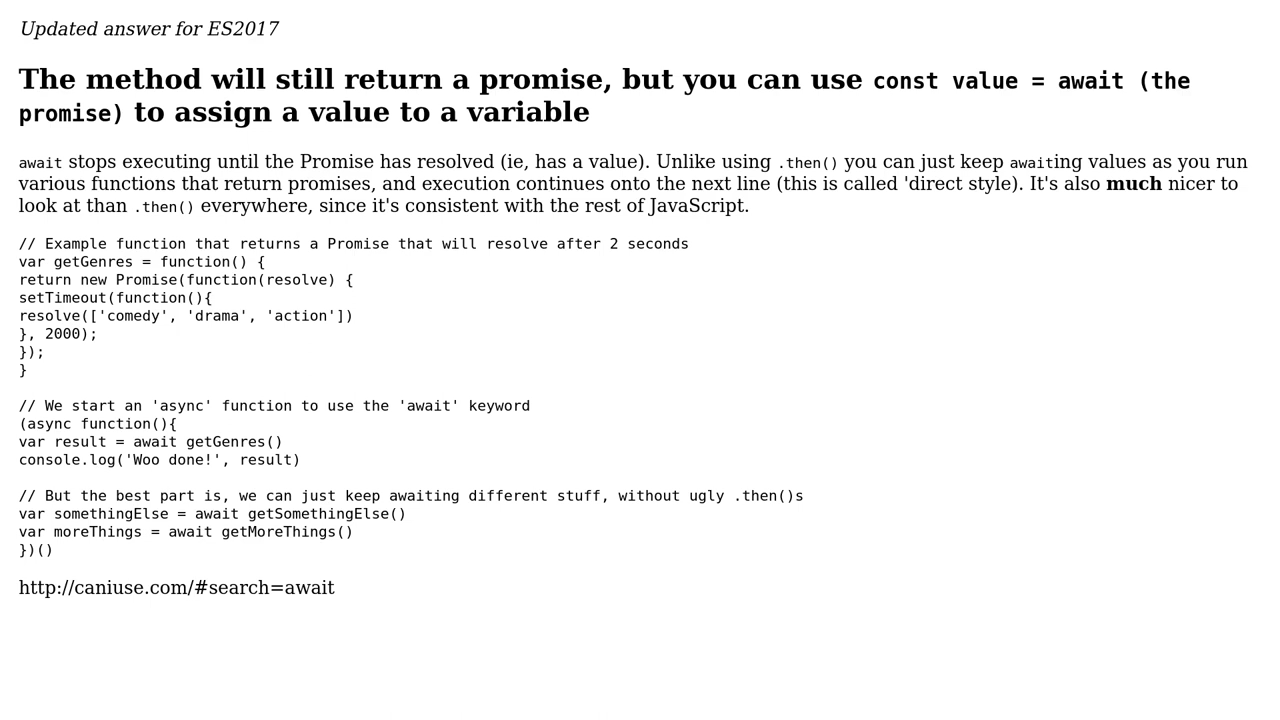 Updated answer for ES2017
The method will still return a promise, but you can use const value = await (the
promise) to assign a value to a variable
await stops executing until the Promise has resolved (ie, has a value). Unlike using .then() you can just keep awaiting values as you run
various functions that return promises, and execution continues onto the next line (this is called 'direct style). It's also much nicer to
look at than .then() everywhere, since it's consistent with the rest of JavaScript.
// Example function that returns a Promise that will resolve after 2 seconds
var getGenres = function() {
return new Promise(function(resolve) {
setTimeout(function(){
resolve(['comedy', 'drama', 'action'])
}, 2000);
});
}
// We start an 'async' function to use the 'await' keyword
(async function(){
var result = await getGenres()
console.log('Woo done!', result)
// But the best part is, we can just keep awaiting different stuff, without ugly .then()s
var somethingElse = await getSomethingElse()
var moreThings = await getMoreThings()
})()
http://caniuse.com/#search=await